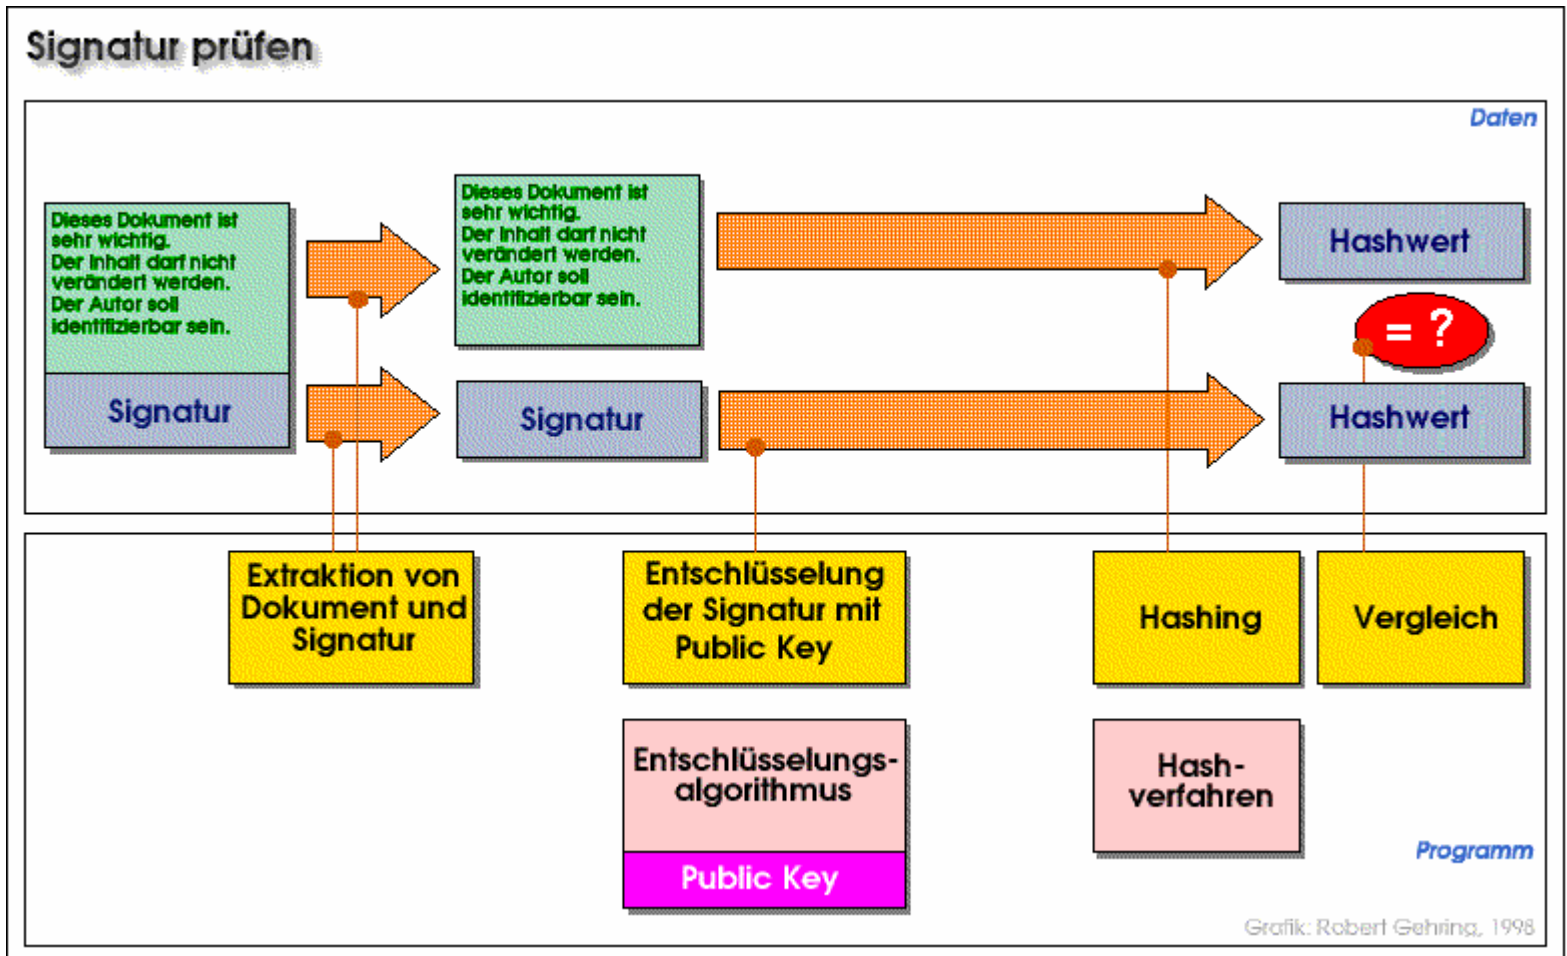 Signatur prüfen
Daten
Dieses Dokument ist
sehr wichtig.
Der Inhalt darf nicht
verändert werden.
Der Autor soll
identifizierbar sein.
Signatur
Dieses Dokument ist
sehr wichtig.
Der Inhalt darf nicht
verändert werden.
Der Autor soll
identifizierbar sein.
Signatur
Hashwert
= ?
Hashwert
Extraktion von
Dokument und
Signatur
Entschlüsselung
der Signatur mit
Public Key
Hashing
Vergleich
Entschlüsselungs-
algorithmus
Public Key
Hash-
verfahren
Programm
Grafik: Robert Gehring, 1998